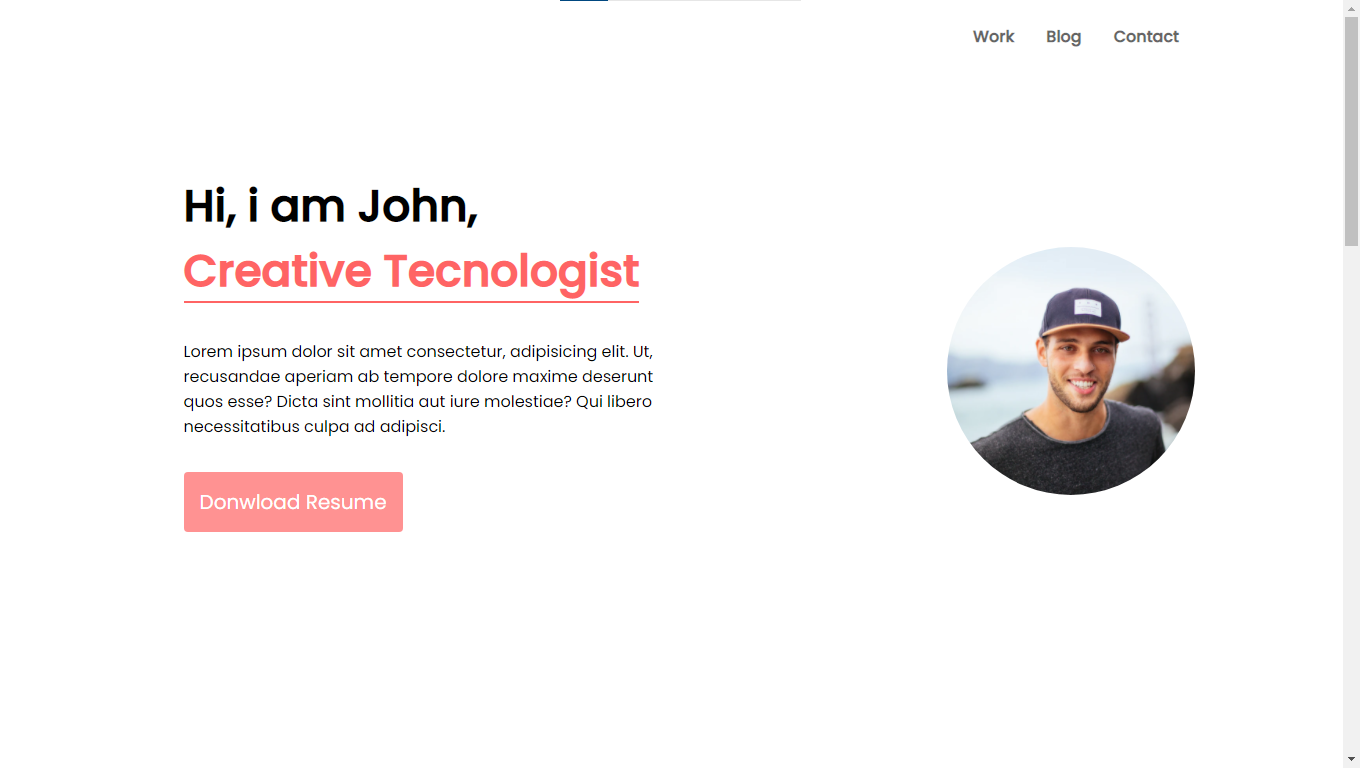 Work Blog Contact
Hi, i am John,
Creative Tecnologist
Lorem ipsum dolor sit amet consectetur, adipisicing elit. Ut,
recusandae aperiam ab tempore dolore maxime deserunt
quos esse? Dicta sint mollitia aut iure molestiae? Qui libero
necessitatibus culpa ad adipisci.
Donwload Resume